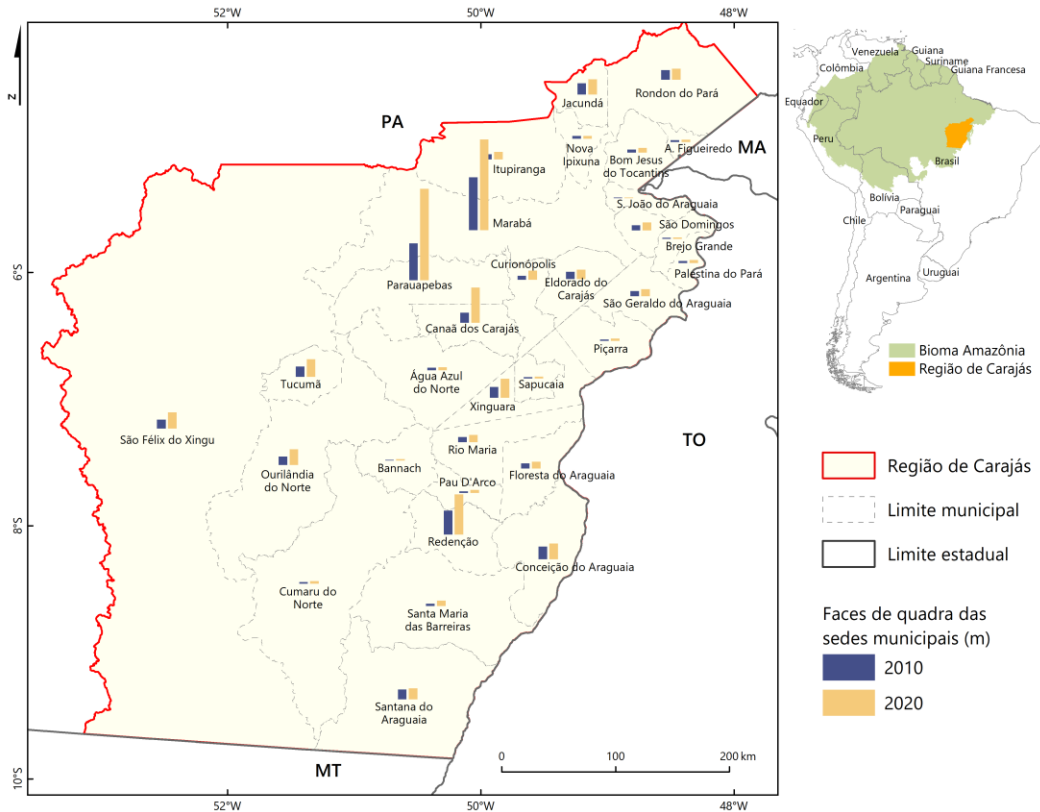 52°W
50°W
48°W
N
PA
MA
TO
MT
6°S
8°S
10°S
52°W
50°W
48°W
Jacundá
Rondon do Pará
Nova
Ipixuna
Bom Jesus
do Tocantins
A. Figueiredo
Itupiranga
Marabá
S. João do Araguaia
São Domingos
Brejo Grande
Palestina do Pará
Parauapebas
Curionópolis
Eldorado do
Carajás
São Geraldo do Araguaia
Canaã dos Carajás
Piçarra
Tucumã
Água Azul
do Norte
Sapucaia
Xinguara
São Félix do Xingu
Rio Maria
Ourilândia
do Norte
Bannach
Floresta do Araguaia
Pau D'Arco
Redenção
Conceição do Araguaia
Cumaru do
Norte
Santa Maria
das Barreiras
Santana do
Araguaia
0
100
200 km
Venezuela
Guiana
Suriname
Guiana Francesa
Colômbia
Equador
Peru
Brasil
Bolívia
Paraguai
Chile
Argentina
Uruguai
Bioma Amazônia
Região de Carajás
Região de Carajás
Limite municipal
Limite estadual
Faces de quadra das
sedes municipais (m)
2010
2020